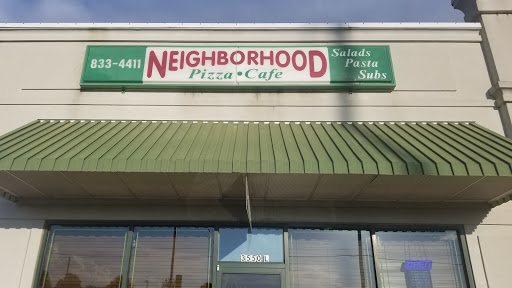 833-4411
NEIGHBORHOOD
Pizza • Cafe
Salads
Pasta
Subs
3550 L